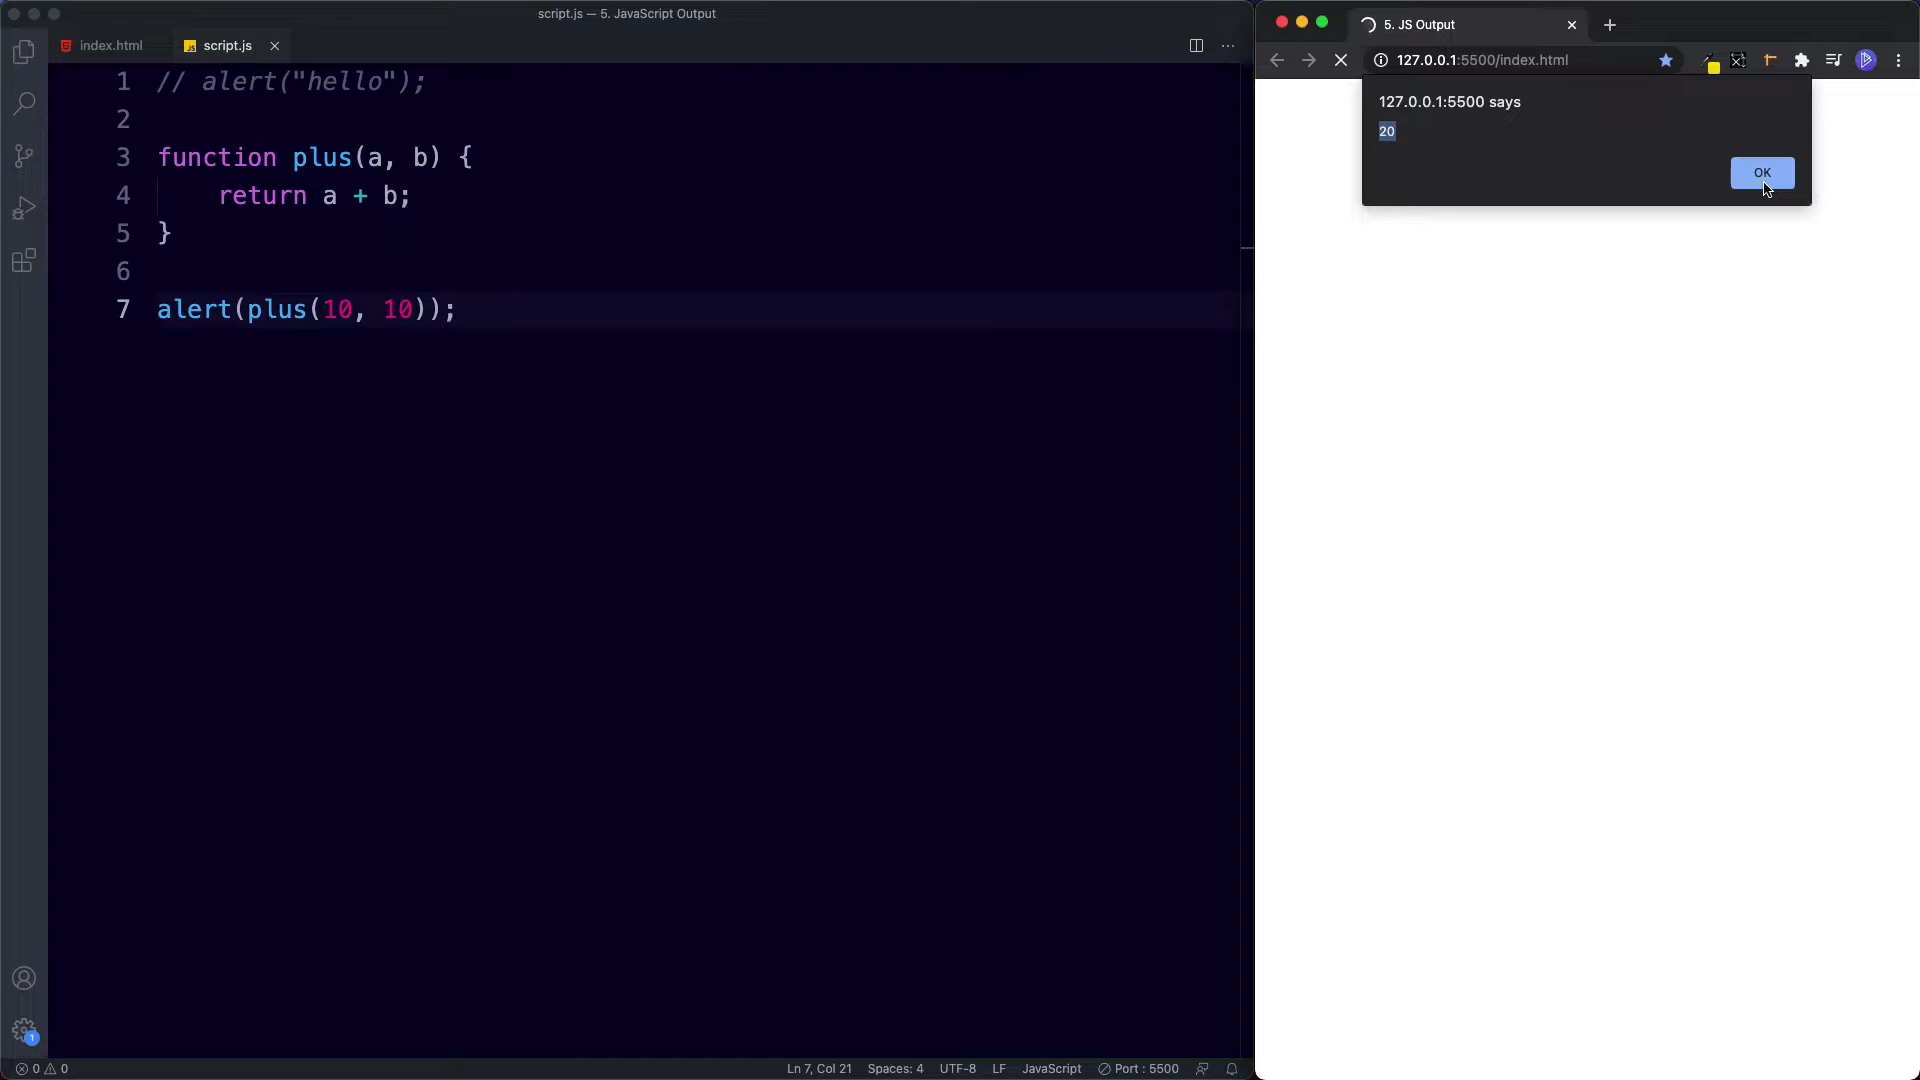 script.js — 5. JavaScript Output
index.html
script.js
1 // alert("hello");
2
3 function plus(a, b) {
4 return a + b;
5 }
6
7 alert(plus(10, 10));
0 0
Ln 7, Col 21 Spaces: 4 UTF-8 LF JavaScript Port : 5500
1
5. JS Output
127.0.0.1:5500/index.html
127.0.0.1:5500 says
20
OK